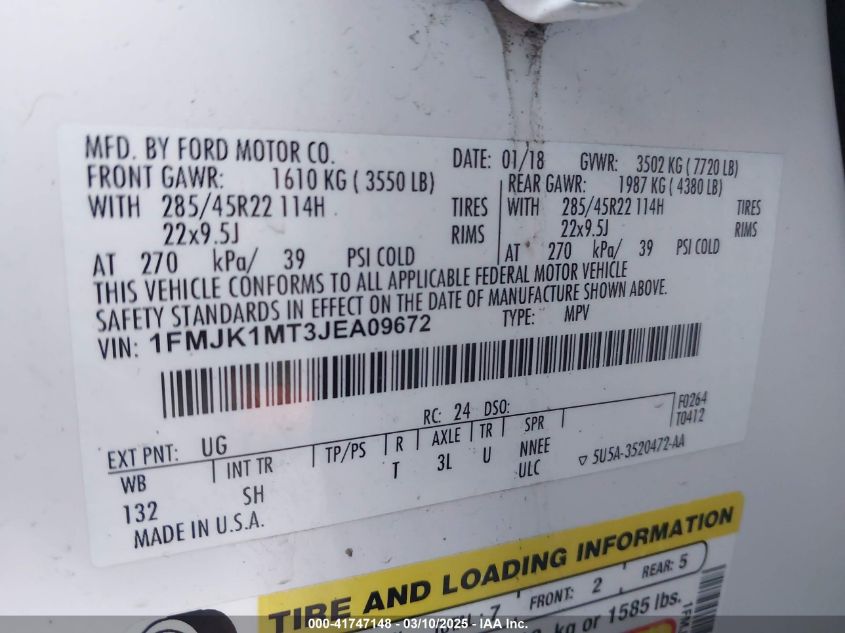 MFD. BY FORD MOTOR CO. DATE: 01/18 GVWR: 3502 KG ( 7720 LB)
FRONT GAWR: 1610 KG ( 3550 LB) REAR GAWR: 1987 KG ( 4380 LB)
WITH 285/45R22 114H TIRES WITH 285/45R22 114H TIRES
22x9.5J RIMS 22x9.5J RIMS
AT 270 kPa/ 39 PSI COLD AT 270 kPa/ 39 PSI COLD
THIS VEHICLE CONFORMS TO ALL APPLICABLE FEDERAL MOTOR VEHICLE
SAFETY STANDARDS IN EFFECT ON THE DATE OF MANUFACTURE SHOWN ABOVE.
VIN: 1FMJK1MT3JEA09672 TYPE: MPV
F0264
RC: 24 DSO: T0412
EXT PNT: UG
WB INT TR TP/PS R AXLE TR SPR
132 SH T 3L U NNEE
ULC
5U5A-3520472-AA
MADE IN U.S.A.
TIRE AND LOADING INFORMATION
7 FRONT: 2 REAR: 5
kg or 1585 lbs.
000-41747148 - 03/10/2025 - IAA Inc.